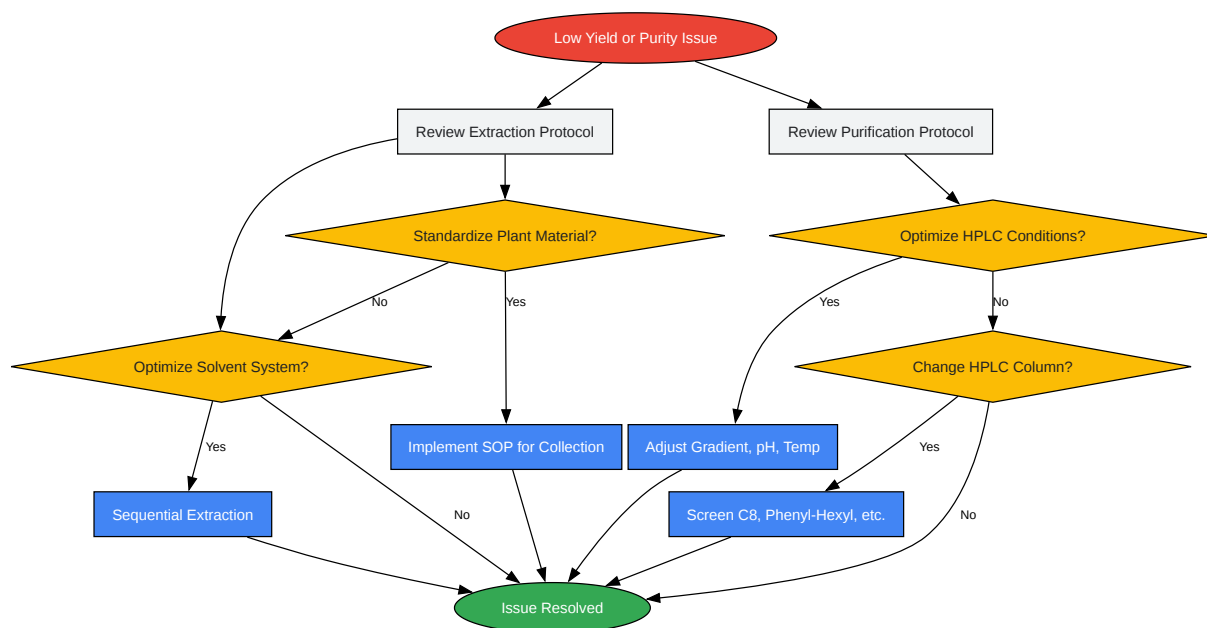 Low Yield or Purity Issue
Review Extraction Protocol
Review Purification Protocol
Standardize Plant Material?
Optimize HPLC Conditions?
No
Yes
Yes
No
Optimize Solvent System?
Change HPLC Column?
Yes
Implement SOP for Collection
Adjust Gradient, pH, Temp
Yes
Sequential Extraction
No
Screen C8, Phenyl-Hexyl, etc.
No
Issue Resolved